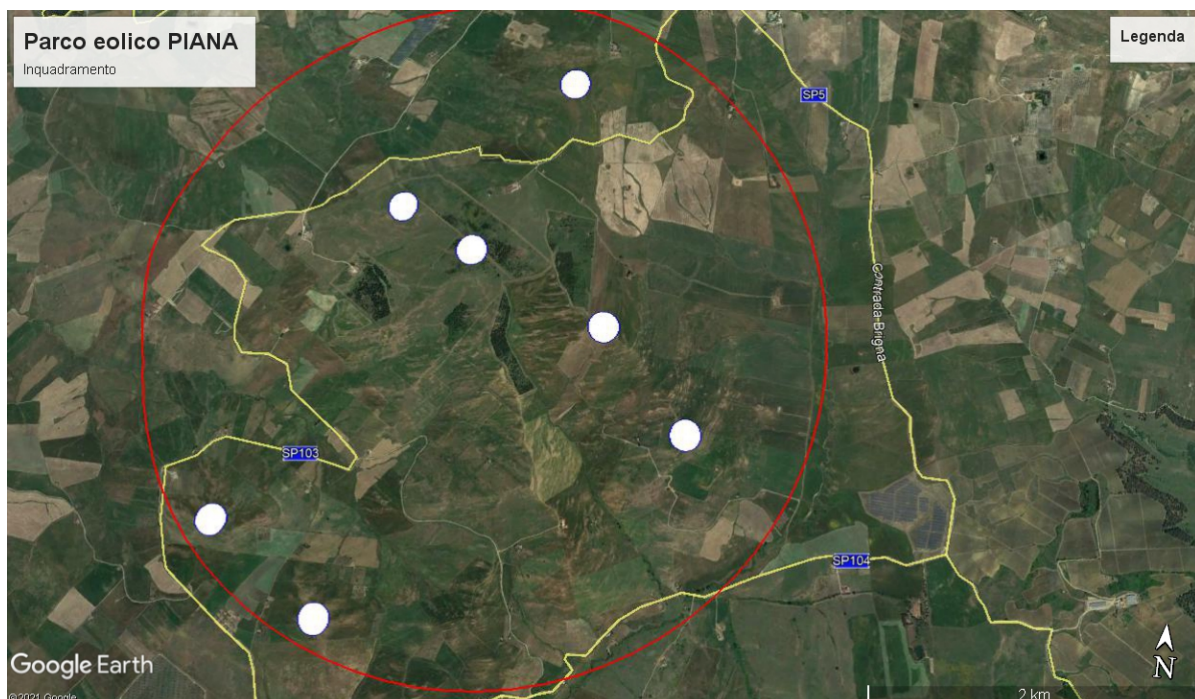 Parco eolico PIANA
Inquadramento
Legenda
SP5
Contrada Brigna
SP103
SP104
Google Earth
©2021 Google
N
2 km